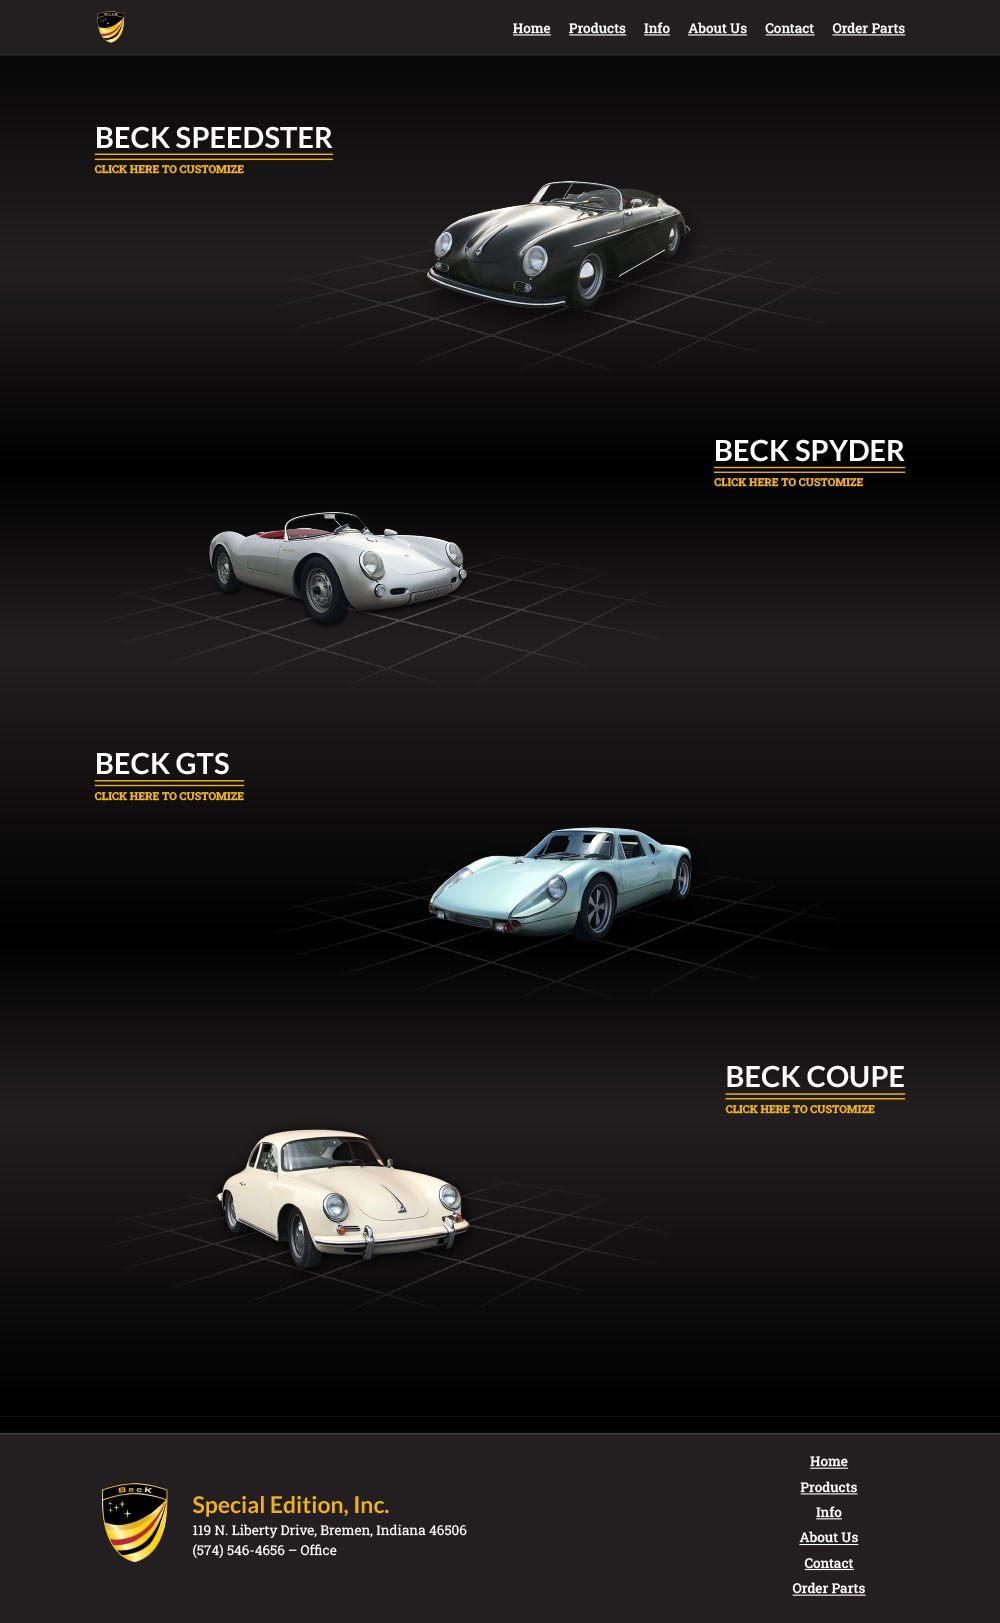 Home Products Info About Us Contact Order Parts
BECK SPEEDSTER
CLICK HERE TO CUSTOMIZE
BECK SPYDER
CLICK HERE TO CUSTOMIZE
BECK GTS
CLICK HERE TO CUSTOMIZE
BECK COUPE
CLICK HERE TO CUSTOMIZE
BecK
Special Edition, Inc.
119 N. Liberty Drive, Bremen, Indiana 46506
(574) 546-4656 – Office
Home
Products
Info
About Us
Contact
Order Parts